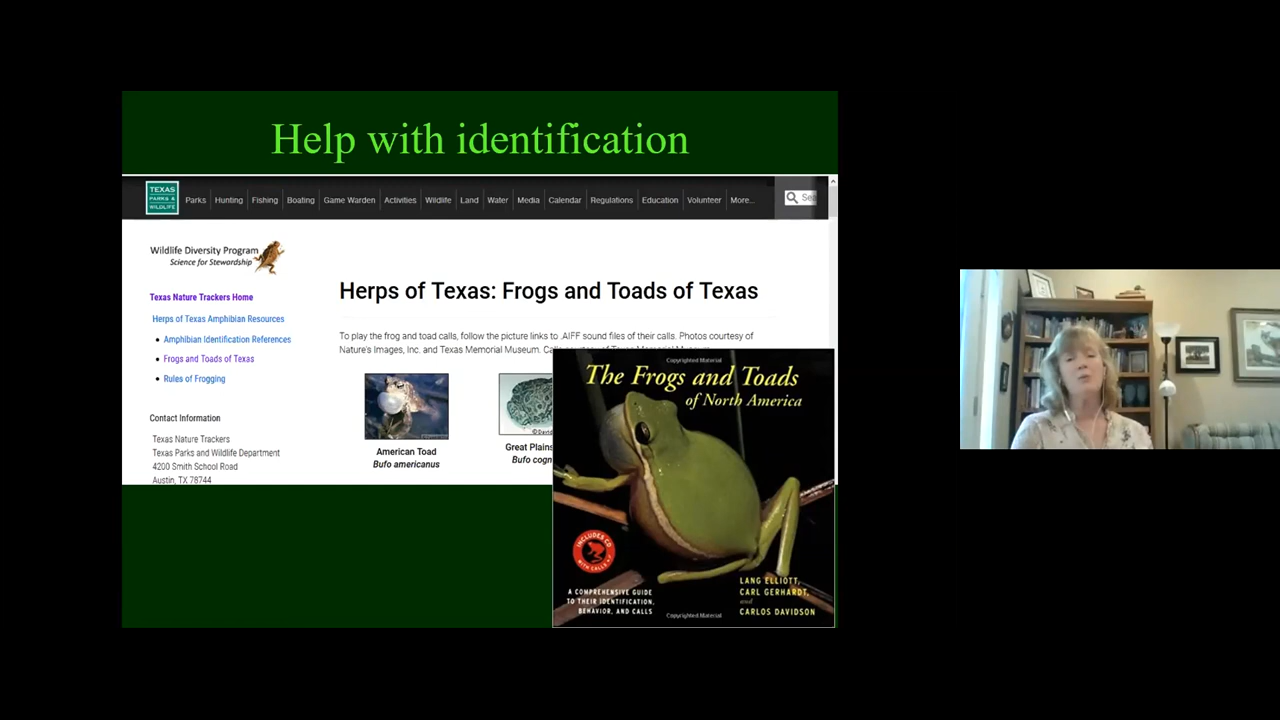 Help with identification
TEXAS
PARKS &
WILDLIFE
Parks Hunting Fishing Boating Game Warden Activities Wildlife Land Water Media Calendar Regulations Education Volunteer More...
Wildlife Diversity Program
Science for Stewardship
Texas Nature Trackers Home
Herps of Texas Amphibian Resources
• Amphibian Identification References
• Frogs and Toads of Texas
• Rules of Frogging
Contact Information
Texas Nature Trackers
Texas Parks and Wildlife Department
4200 Smith School Road
Austin, TX 78744
Herps of Texas: Frogs and Toads of Texas
To play the frog and toad calls, follow the picture links to .AIFF sound files of their calls. Photos courtesy of
Nature's Images, Inc. and Texas Memorial Museum.
American Toad
Bufo americanus
Great Plains
Bufo cogn
Copyrighted Material
The Frogs and Toads
of North America
INCLUDES CD
WITH CALLS
A COMPREHENSIVE GUIDE
TO THEIR IDENTIFICATION,
BEHAVIOR, AND CALLS
LANG ELLIOTT,
CARL GERHARDT,
and
CARLOS DAVIDSON
Copyrighted Material